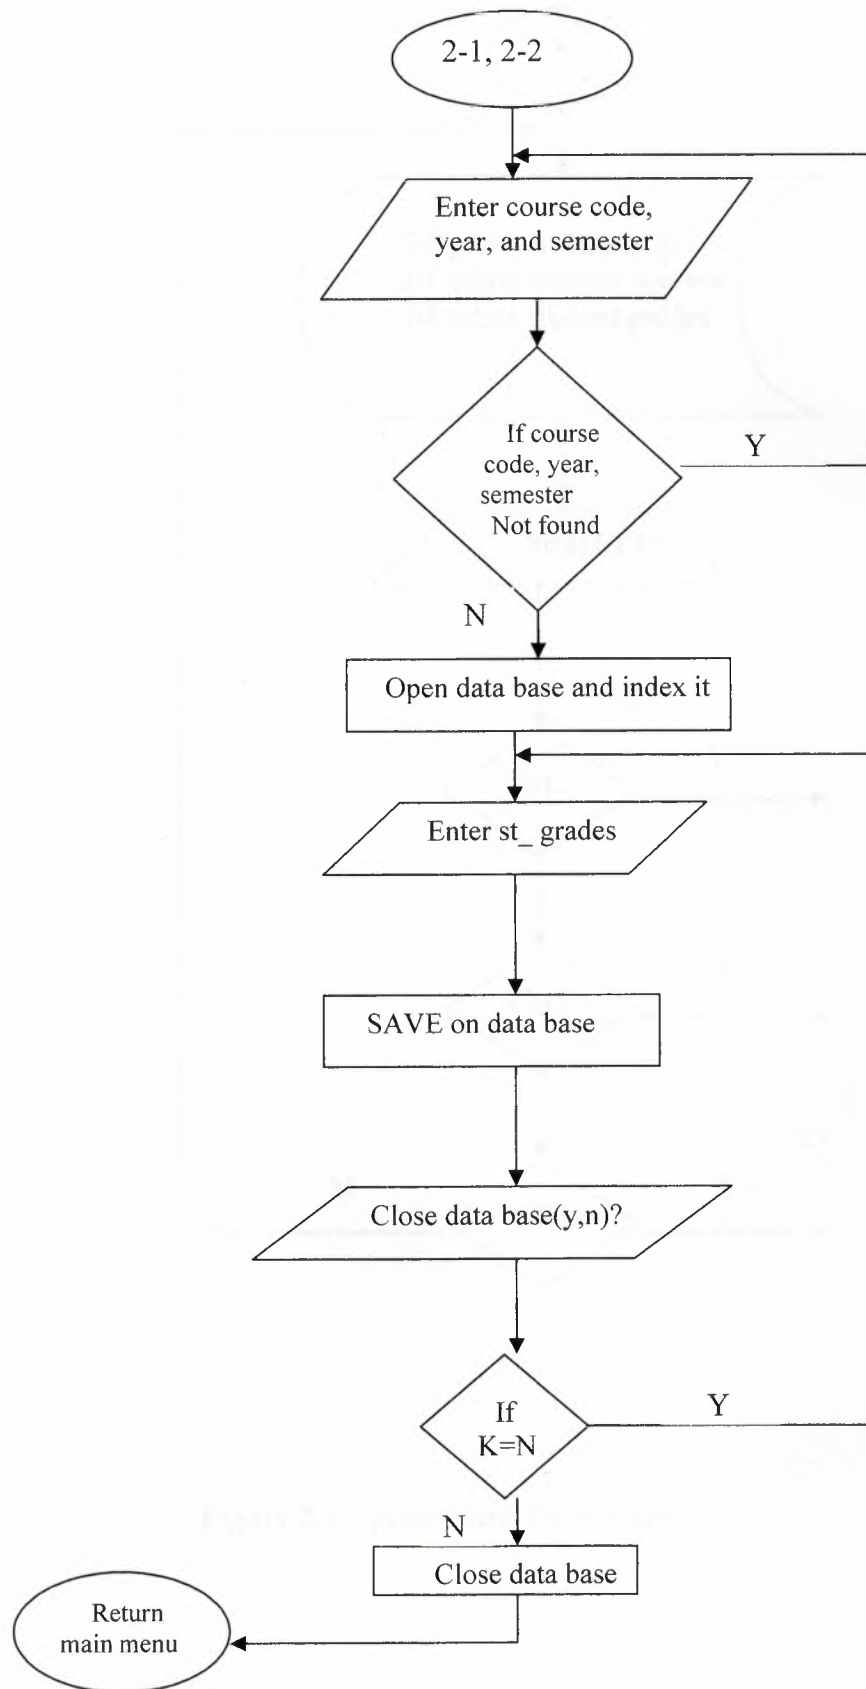 2-1, 2-2
Enter course code,
year, and semester
If course
code, year,
semester
Not found
Y
N
Open data base and index it
Enter st_ grades
SAVE on data base
Close data base(y,n)?
If
K=N
Y
N
Close data base
Return
main menu